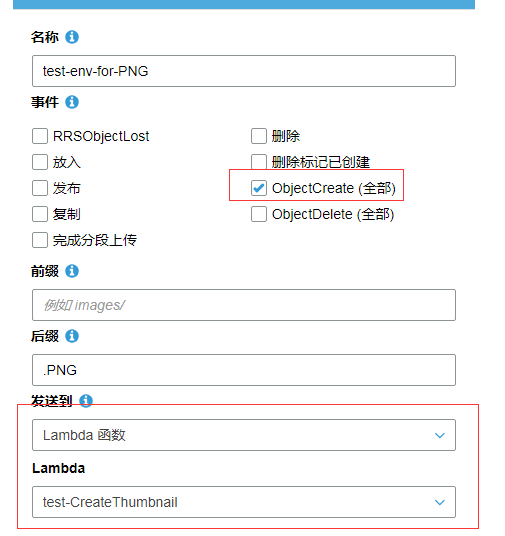 名称
test-env-for-PNG
事件
RRSObjectLost 删除
放入 删除标记已创建
发布 ObjectCreate (全部)
复制 ObjectDelete (全部)
完成分段上传
前缀
例如 images/
后缀
.PNG
发送到
Lambda 函数
Lambda
test-CreateThumbnail